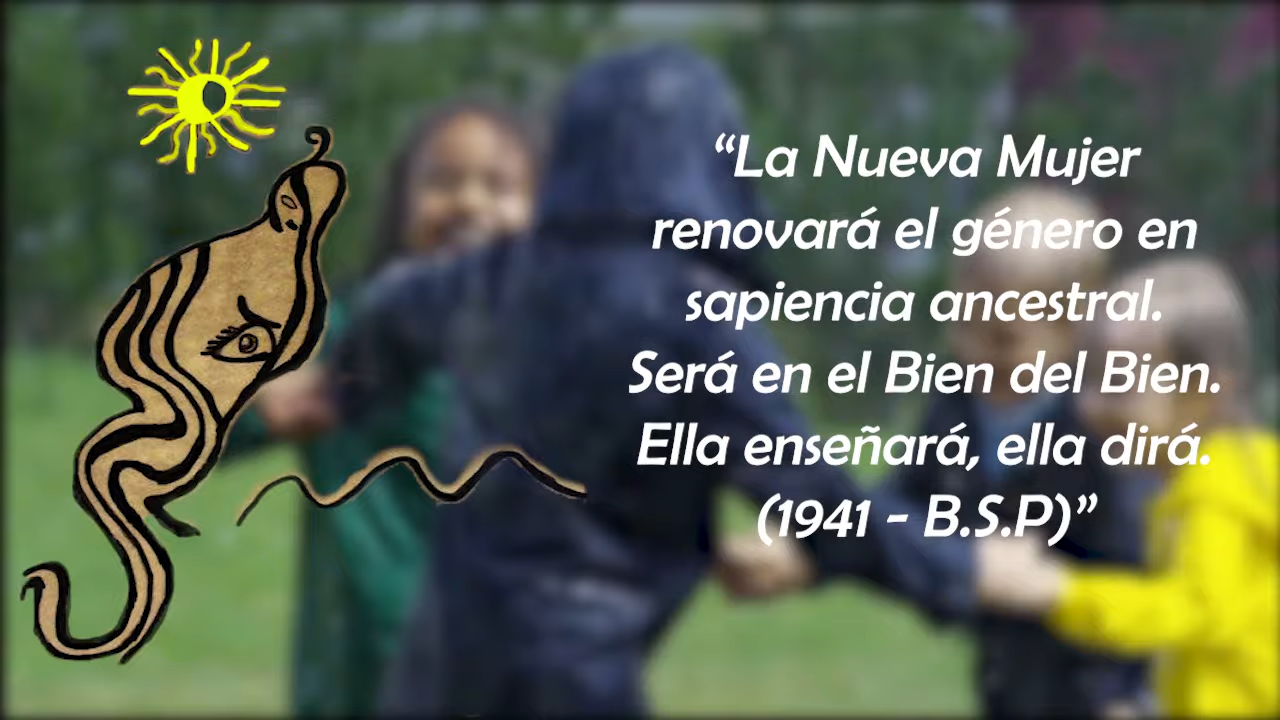 “La Nueva Mujer
renovará el género en
sapiencia ancestral.
Será en el Bien del Bien.
Ella enseñará, ella dirá.
(1941 - B.S.P)”